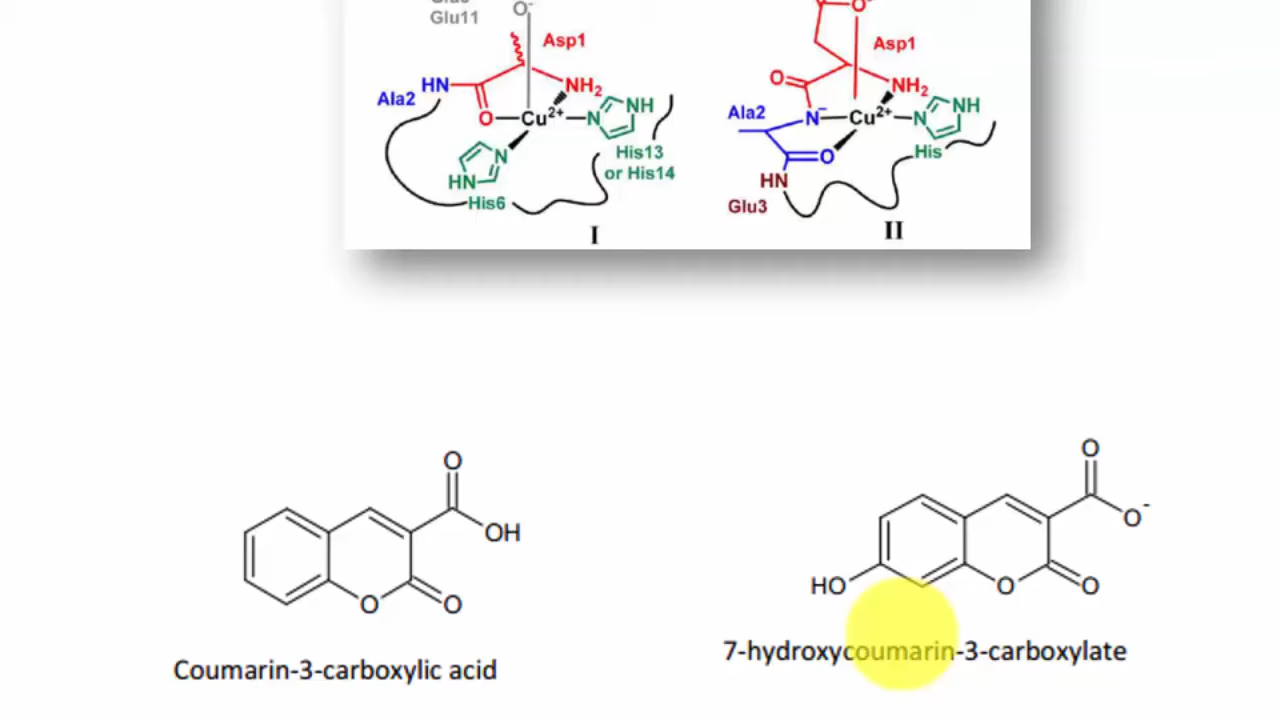 Glu11
O⁻
Asp1
HN
NH₂
Ala2
O
Cu²⁺
N
NH
N
HN
His13
or His14
His6
I
O⁻
Asp1
O
NH₂
Ala2
N⁻
Cu²⁺
N
NH
O
His
HN
Glu3
II
O
OH
O
O
Coumarin-3-carboxylic acid
O
O⁻
HO
O
O
7-hydroxycoumarin-3-carboxylate